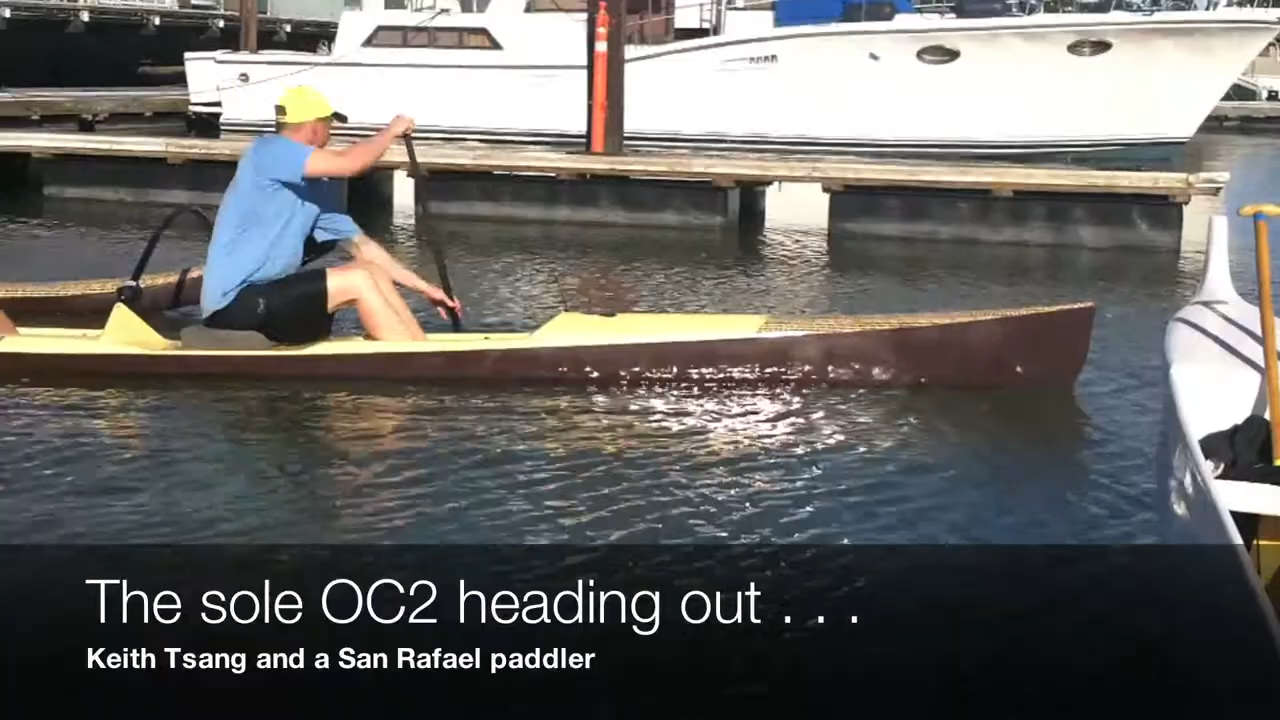 The sole OC2 heading out . . .
Keith Tsang and a San Rafael paddler